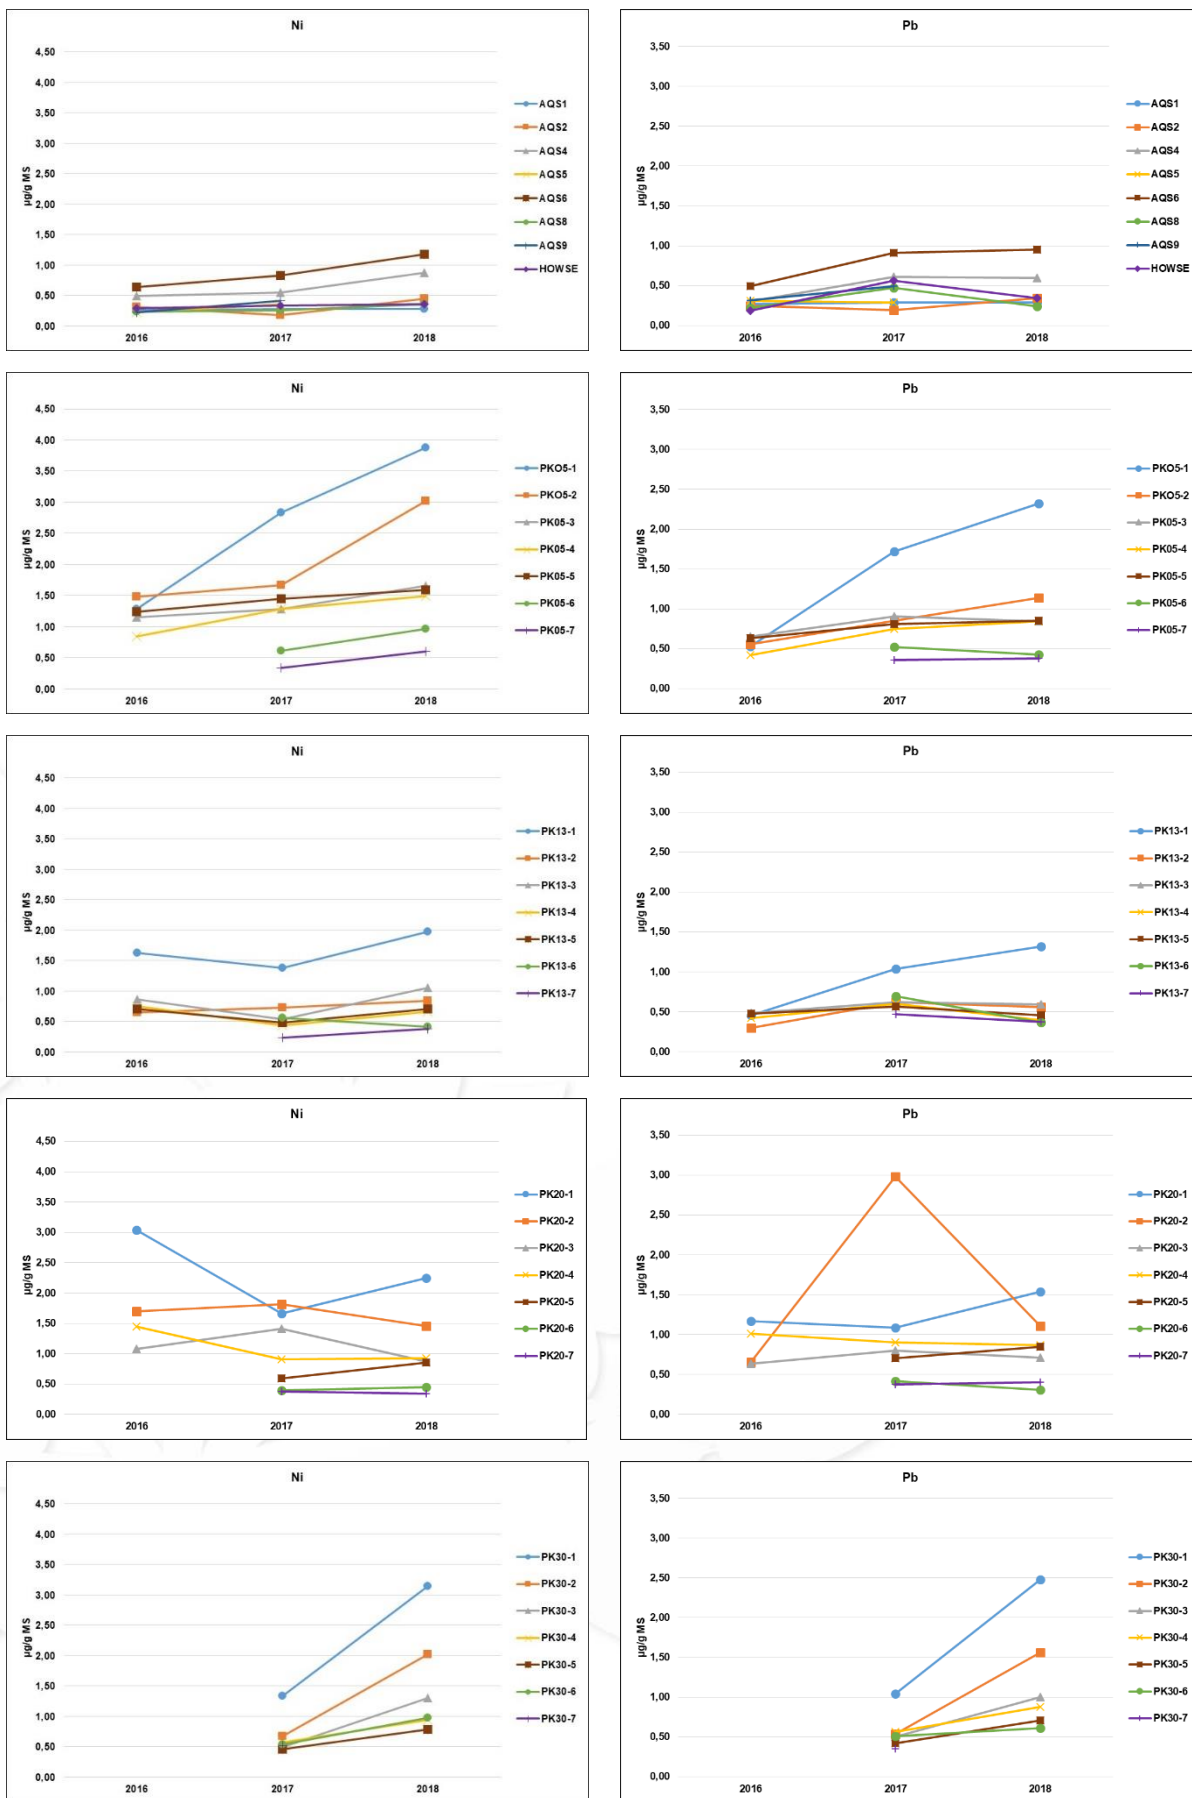 Ni
4,50
4,00
3,50
3,00
2,50
2,00
1,50
1,00
0,50
0,00
µg/g MS
2016 2017 2018
AQS1
AQS2
AQS4
AQS5
AQS6
AQS8
AQS9
HOWSE
Pb
3,50
3,00
2,50
2,00
1,50
1,00
0,50
0,00
µg/g MS
2016 2017 2018
AQS1
AQS2
AQS4
AQS5
AQS6
AQS8
AQS9
HOWSE
Ni
4,50
4,00
3,50
3,00
2,50
2,00
1,50
1,00
0,50
0,00
µg/g MS
2016 2017 2018
PKO5-1
PKO5-2
PK05-3
PK05-4
PK05-5
PK05-6
PK05-7
Pb
3,50
3,00
2,50
2,00
1,50
1,00
0,50
0,00
µg/g MS
2016 2017 2018
PKO5-1
PKO5-2
PK05-3
PK05-4
PK05-5
PK05-6
PK05-7
Ni
4,50
4,00
3,50
3,00
2,50
2,00
1,50
1,00
0,50
0,00
µg/g MS
2016 2017 2018
PK13-1
PK13-2
PK13-3
PK13-4
PK13-5
PK13-6
PK13-7
Pb
3,50
3,00
2,50
2,00
1,50
1,00
0,50
0,00
µg/g MS
2016 2017 2018
PK13-1
PK13-2
PK13-3
PK13-4
PK13-5
PK13-6
PK13-7
Ni
4,50
4,00
3,50
3,00
2,50
2,00
1,50
1,00
0,50
0,00
µg/g MS
2016 2017 2018
PK20-1
PK20-2
PK20-3
PK20-4
PK20-5
PK20-6
PK20-7
Pb
3,50
3,00
2,50
2,00
1,50
1,00
0,50
0,00
µg/g MS
2016 2017 2018
PK20-1
PK20-2
PK20-3
PK20-4
PK20-5
PK20-6
PK20-7
Ni
4,50
4,00
3,50
3,00
2,50
2,00
1,50
1,00
0,50
0,00
µg/g MS
2016 2017 2018
PK30-1
PK30-2
PK30-3
PK30-4
PK30-5
PK30-6
PK30-7
Pb
3,50
3,00
2,50
2,00
1,50
1,00
0,50
0,00
µg/g MS
2016 2017 2018
PK30-1
PK30-2
PK30-3
PK30-4
PK30-5
PK30-6
PK30-7